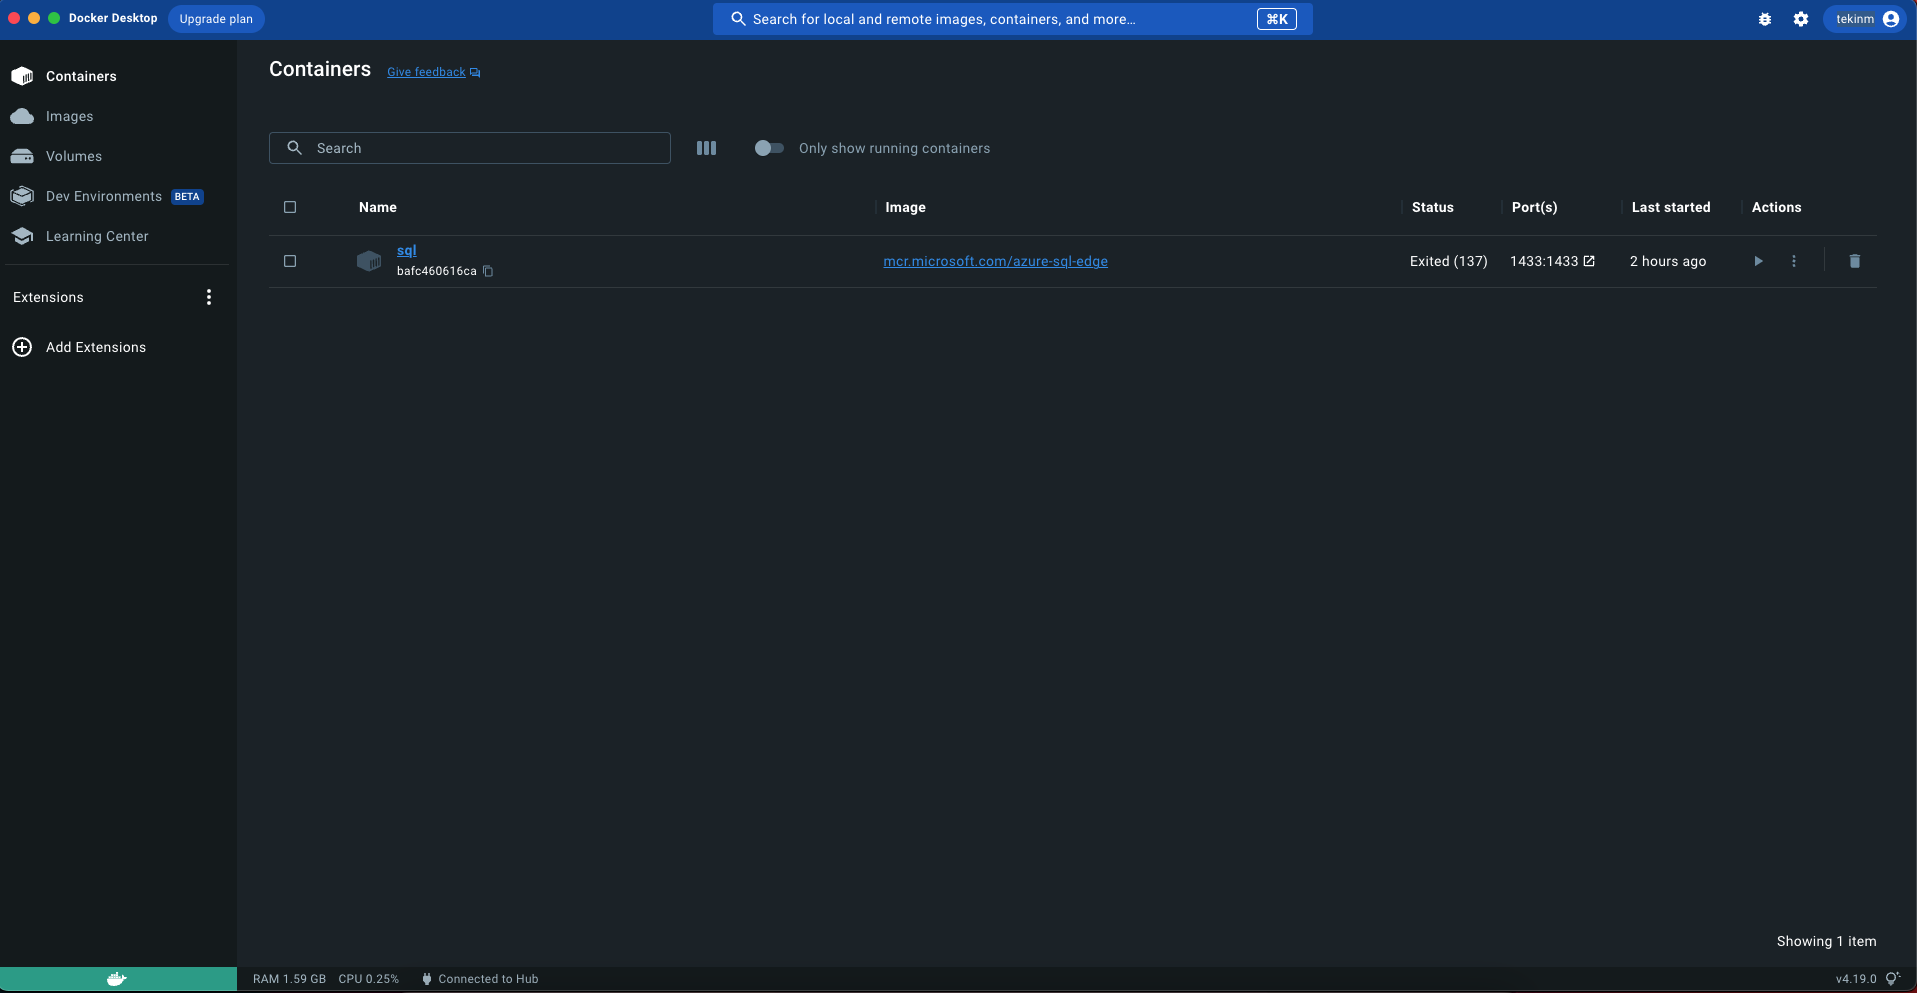 Docker Desktop Upgrade plan Search for local and remote images, containers, and more... ⌘K tekinm
Containers
Images
Volumes
Dev Environments BETA
Learning Center
Extensions
Add Extensions
Containers Give feedback
Search Only show running containers
Name Image Status Port(s) Last started Actions
sql
bafc460616ca mcr.microsoft.com/azure-sql-edge Exited (137) 1433:1433 2 hours ago
Showing 1 item
RAM 1.59 GB CPU 0.25% Connected to Hub v4.19.0